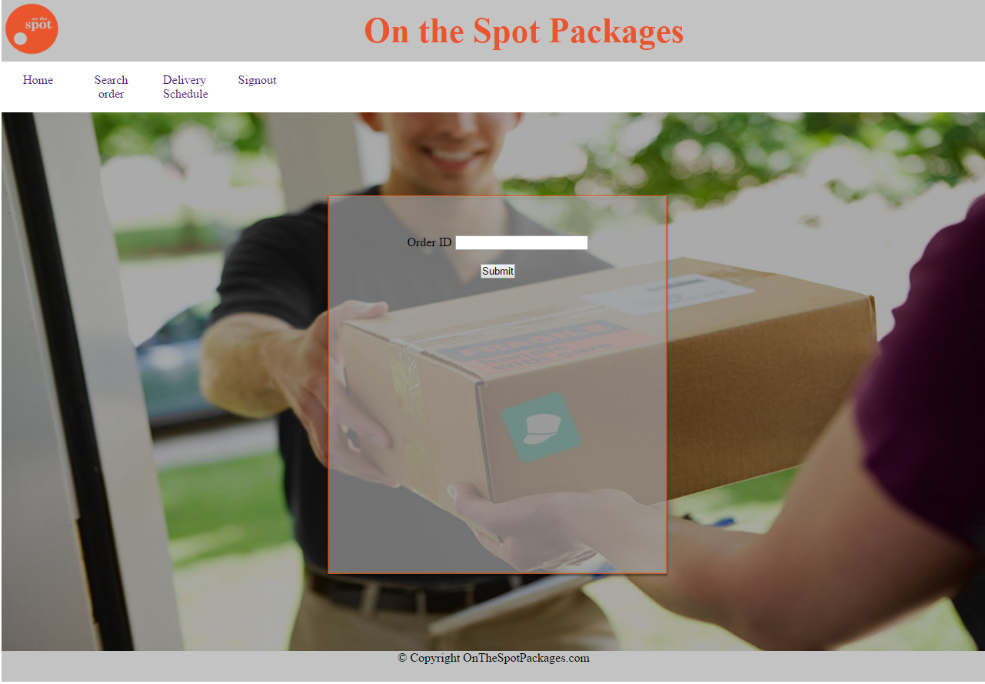 on the
spot
On the Spot Packages
Home
Search
order
Delivery
Schedule
Signout
Order ID
Submit
FRAGILE
© Copyright OnTheSpotPackages.com